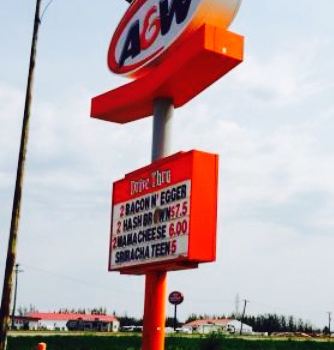 A&W
Drive Thru
2 BACON N' EGGER
2 HASH BROWN $7.5
2 MAMA CHEESE 6.00
SRIRACHA TEEN 5